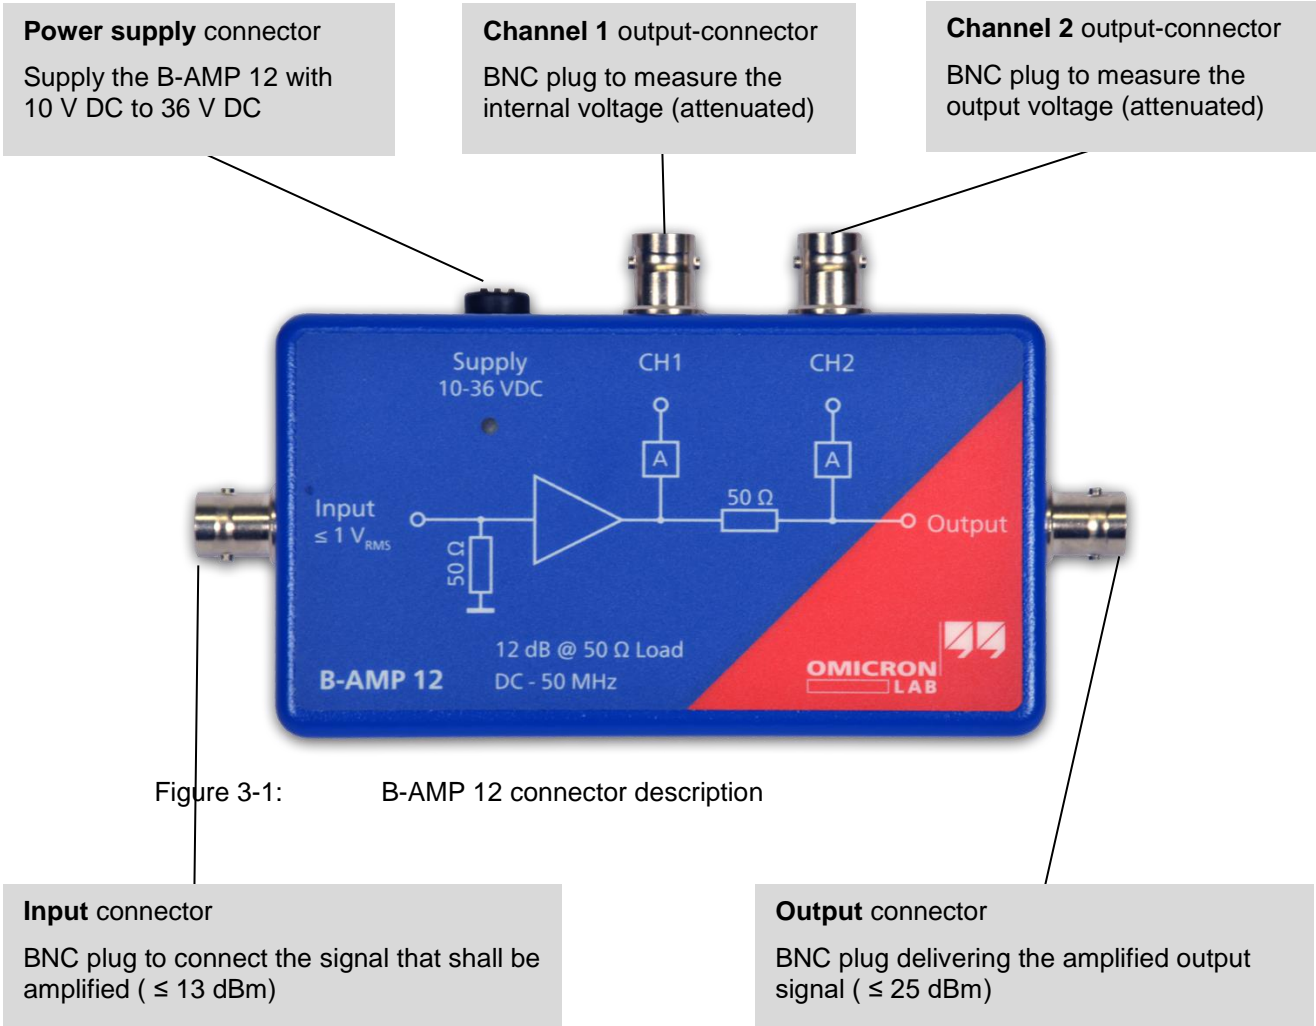 Power supply connector
Supply the B-AMP 12 with
10 V DC to 36 V DC
Channel 1 output-connector
BNC plug to measure the
internal voltage (attenuated)
Channel 2 output-connector
BNC plug to measure the
output voltage (attenuated)
Supply
10-36 VDC
CH1
CH2
A
A
Input
≤ 1 VRMS
50 Ω
50 Ω
Output
12 dB @ 50 Ω Load
DC - 50 MHz
B-AMP 12
OMICRON
LAB
Figure 3-1: B-AMP 12 connector description
Input connector
BNC plug to connect the signal that shall be
amplified ( ≤ 13 dBm)
Output connector
BNC plug delivering the amplified output
signal ( ≤ 25 dBm)